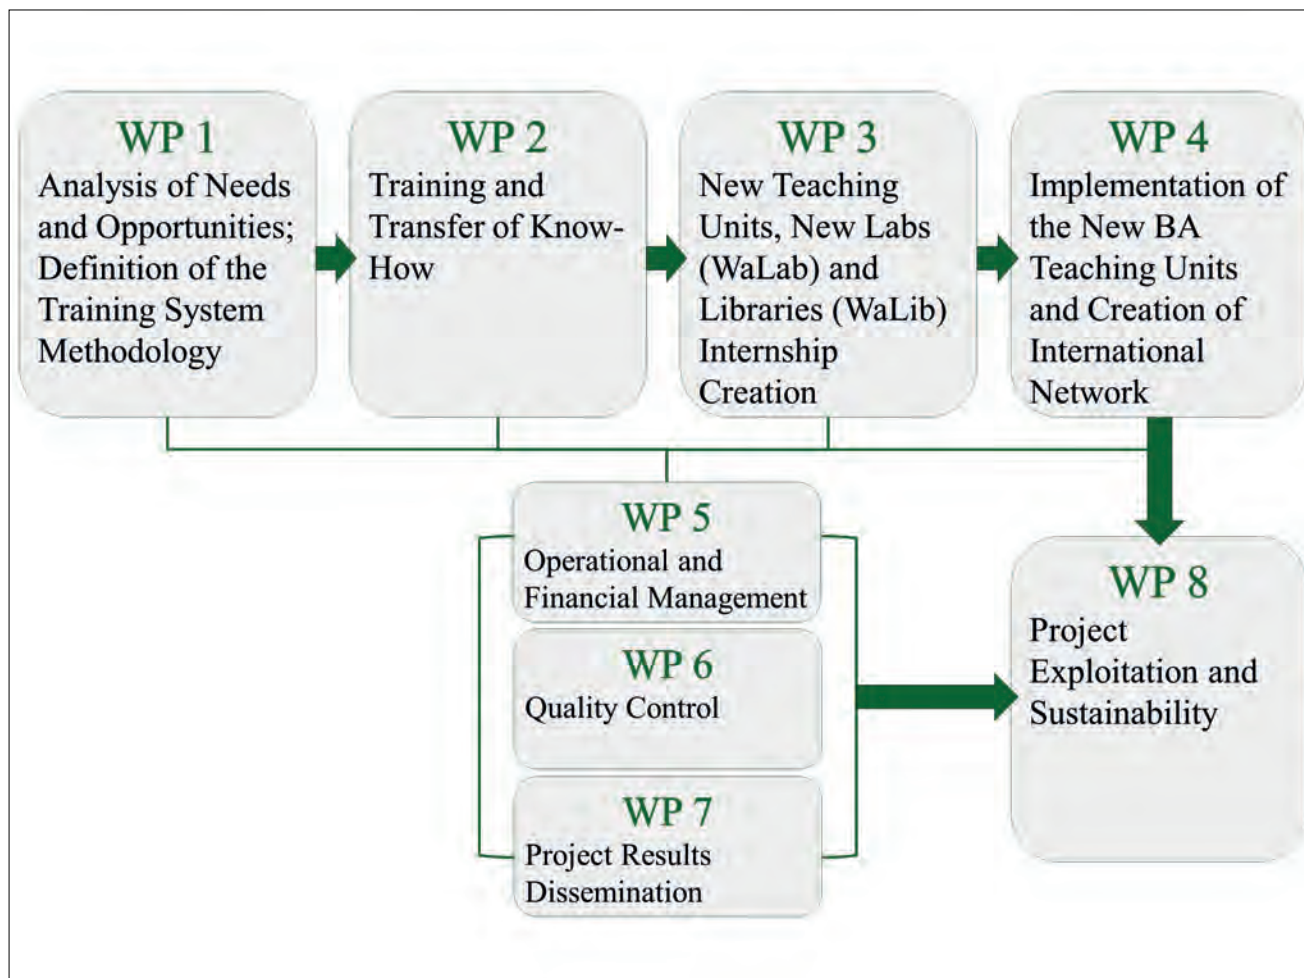 WP 1
Analysis of Needs
and Opportunities;
Definition of the
Training System
Methodology
WP 2
Training and
Transfer of Know-
How
WP 3
New Teaching
Units, New Labs
(WaLab) and
Libraries (WaLib)
Internship
Creation
WP 4
Implementation of
the New BA
Teaching Units
and Creation of
International
Network
WP 5
Operational and
Financial Management
WP 6
Quality Control
WP 7
Project Results
Dissemination
WP 8
Project
Exploitation and
Sustainability